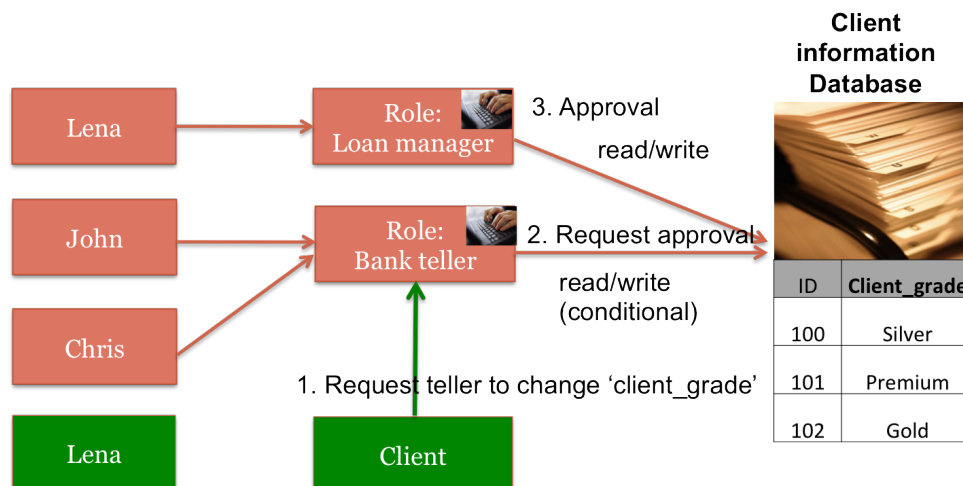 Client
information
Database
Lena
Role:
Loan manager
3. Approval
read/write
John
Role:
Bank teller
2. Request approval
read/write
(conditional)
Chris
1. Request teller to change ‘client_grade’
Lena
Client
ID Client_grade
100 Silver
101 Premium
102 Gold